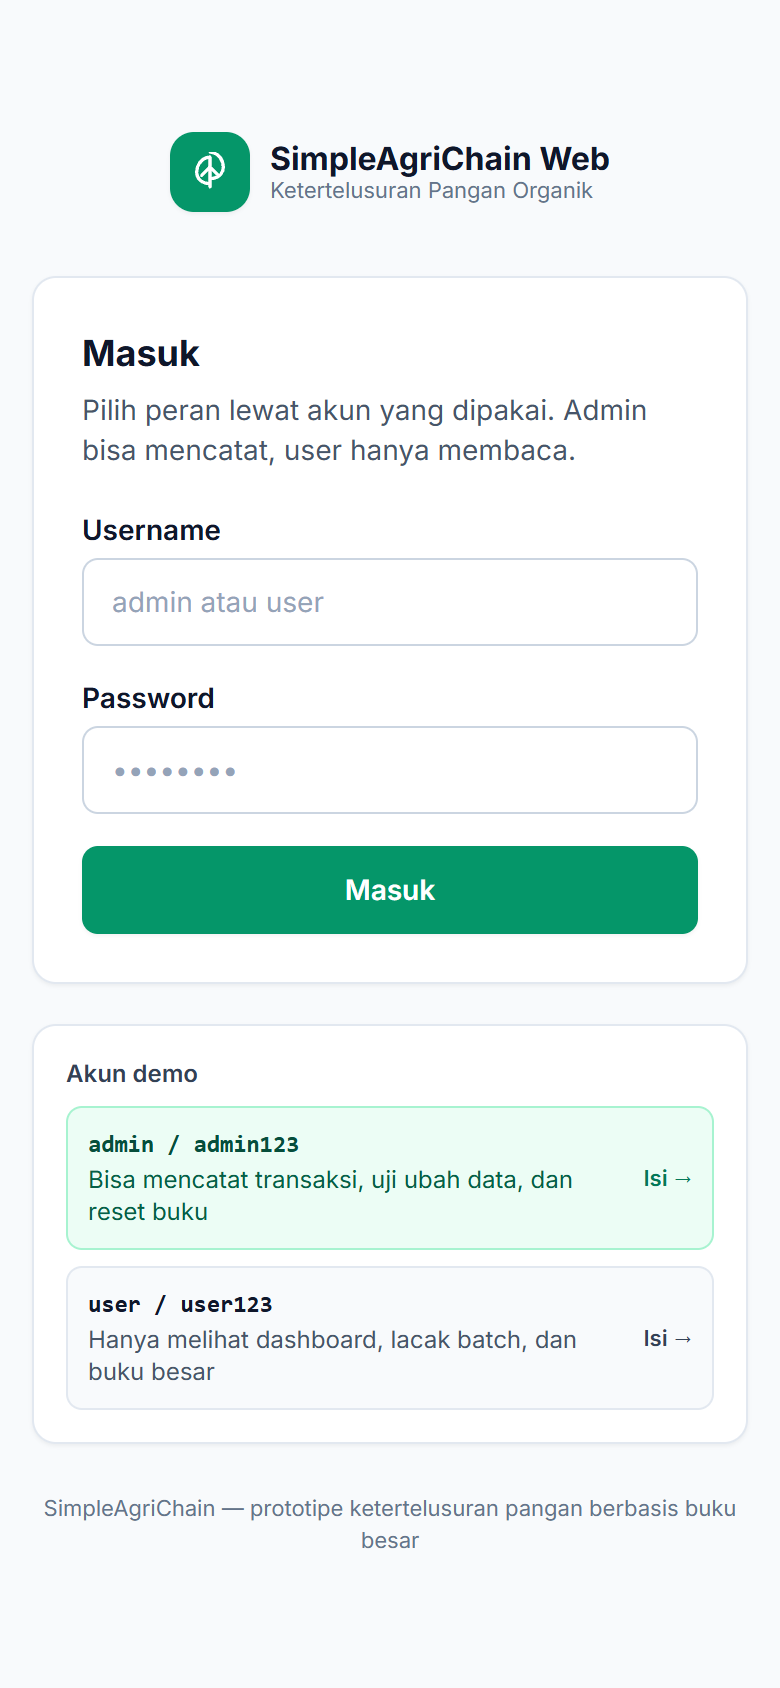 SimpleAgriChain Web
Ketertelusuran Pangan Organik
Masuk
Pilih peran lewat akun yang dipakai. Admin
bisa mencatat, user hanya membaca.
Username
admin atau user
Password
••••••••
Masuk
Akun demo
admin / admin123
Bisa mencatat transaksi, uji ubah data, dan
reset buku
Isi →
user / user123
Hanya melihat dashboard, lacak batch, dan
buku besar
Isi →
SimpleAgriChain — prototipe ketertelusuran pangan berbasis buku
besar